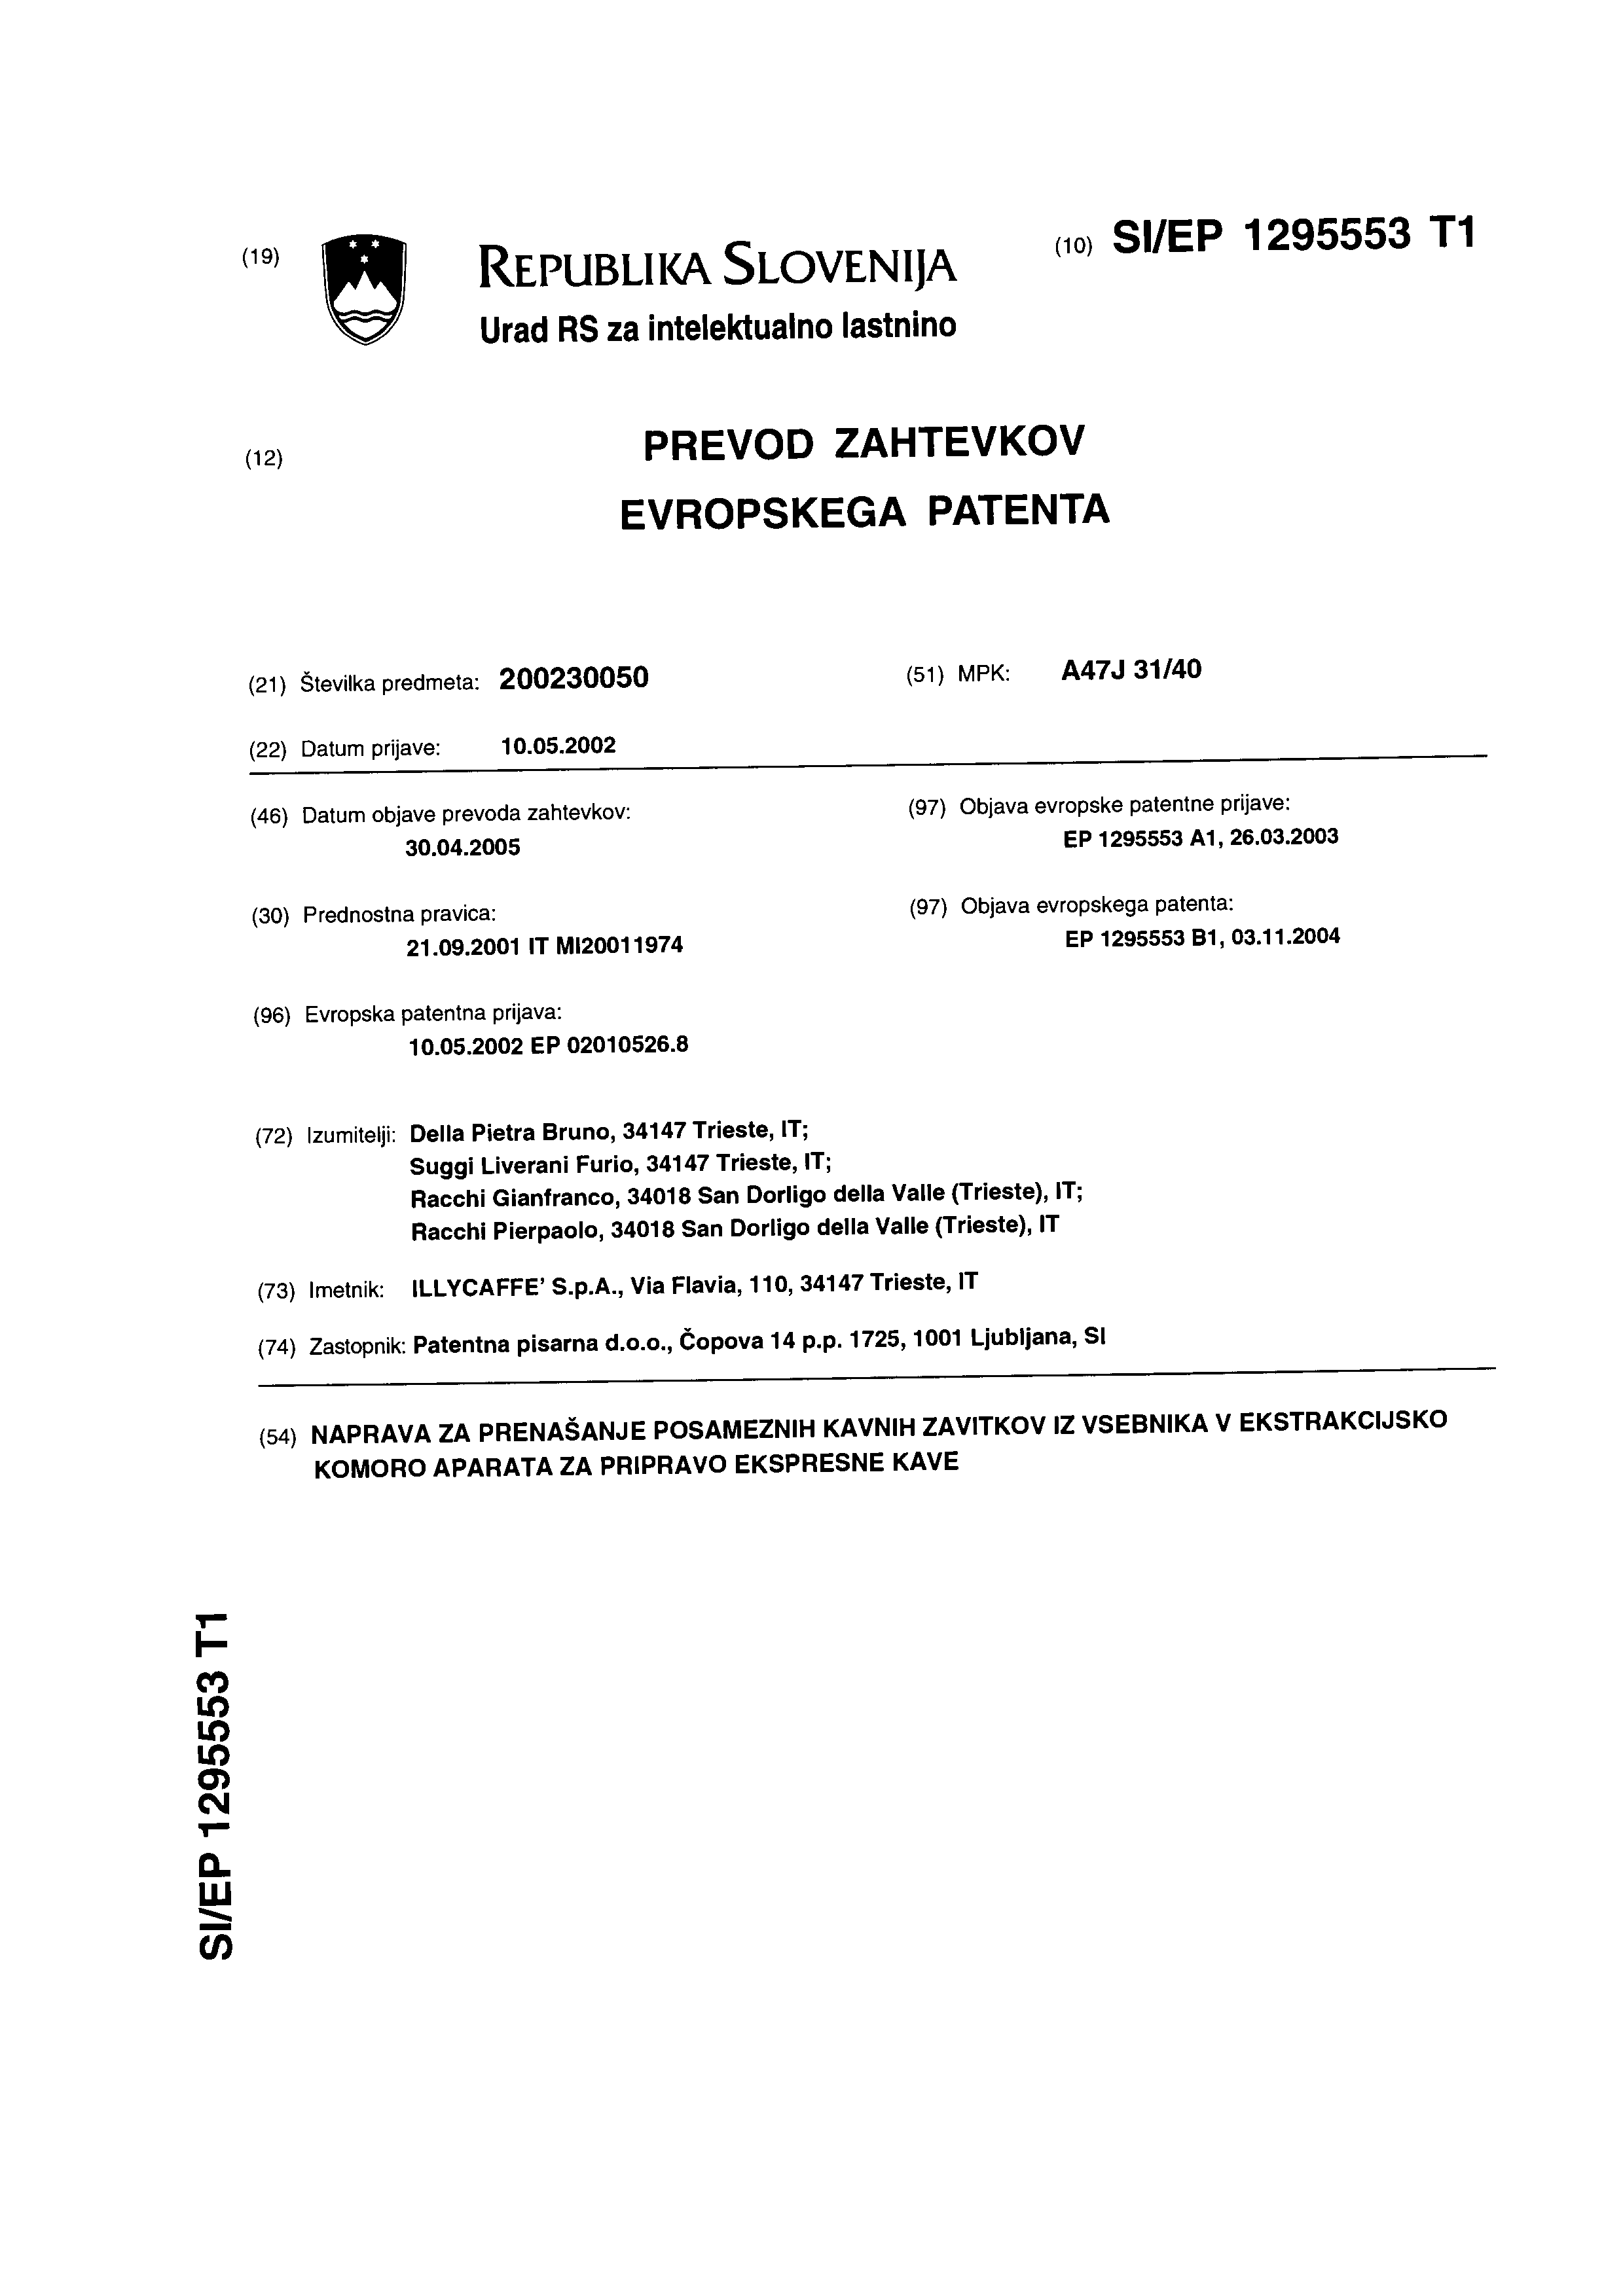 (19)
REPUBLIKA SLOVENIJA
Urad RS za intelektualno lastnino
(10) SI/EP 1295553 T1
(12)
PREVOD ZAHTEVKOV
EVROPSKEGA PATENTA
(21) Številka predmeta: 200230050
(51) MPK: A47J 31/40
(22) Datum prijave: 10.05.2002
(46) Datum objave prevoda zahtevkov:
30.04.2005
(97) Objava evropske patentne prijave:
EP 1295553 A1, 26.03.2003
(30) Prednostna pravica:
21.09.2001 IT MI20011974
(97) Objava evropskega patenta:
EP 1295553 B1, 03.11.2004
(96) Evropska patentna prijava:
10.05.2002 EP 02010526.8
(72) Izumitelji: Della Pietra Bruno, 34147 Trieste, IT;
Suggi Liverani Furio, 34147 Trieste, IT;
Racchi Gianfranco, 34018 San Dorligo della Valle (Trieste), IT;
Racchi Pierpaolo, 34018 San Dorligo della Valle (Trieste), IT
(73) Imetnik: ILLYCAFFE' S.p.A., Via Flavia, 110, 34147 Trieste, IT
(74) Zastopnik: Patentna pisarna d.o.o., Čopova 14 p.p. 1725, 1001 Ljubljana, SI
(54) NAPRAVA ZA PRENAŠANJE POSAMEZNIH KAVNIH ZAVITKOV IZ VSEBNIKA V EKSTRAKCIJSKO
KOMORO APARATA ZA PRIPRAVO EKSPRESNE KAVE
SI/EP 1295553 T1